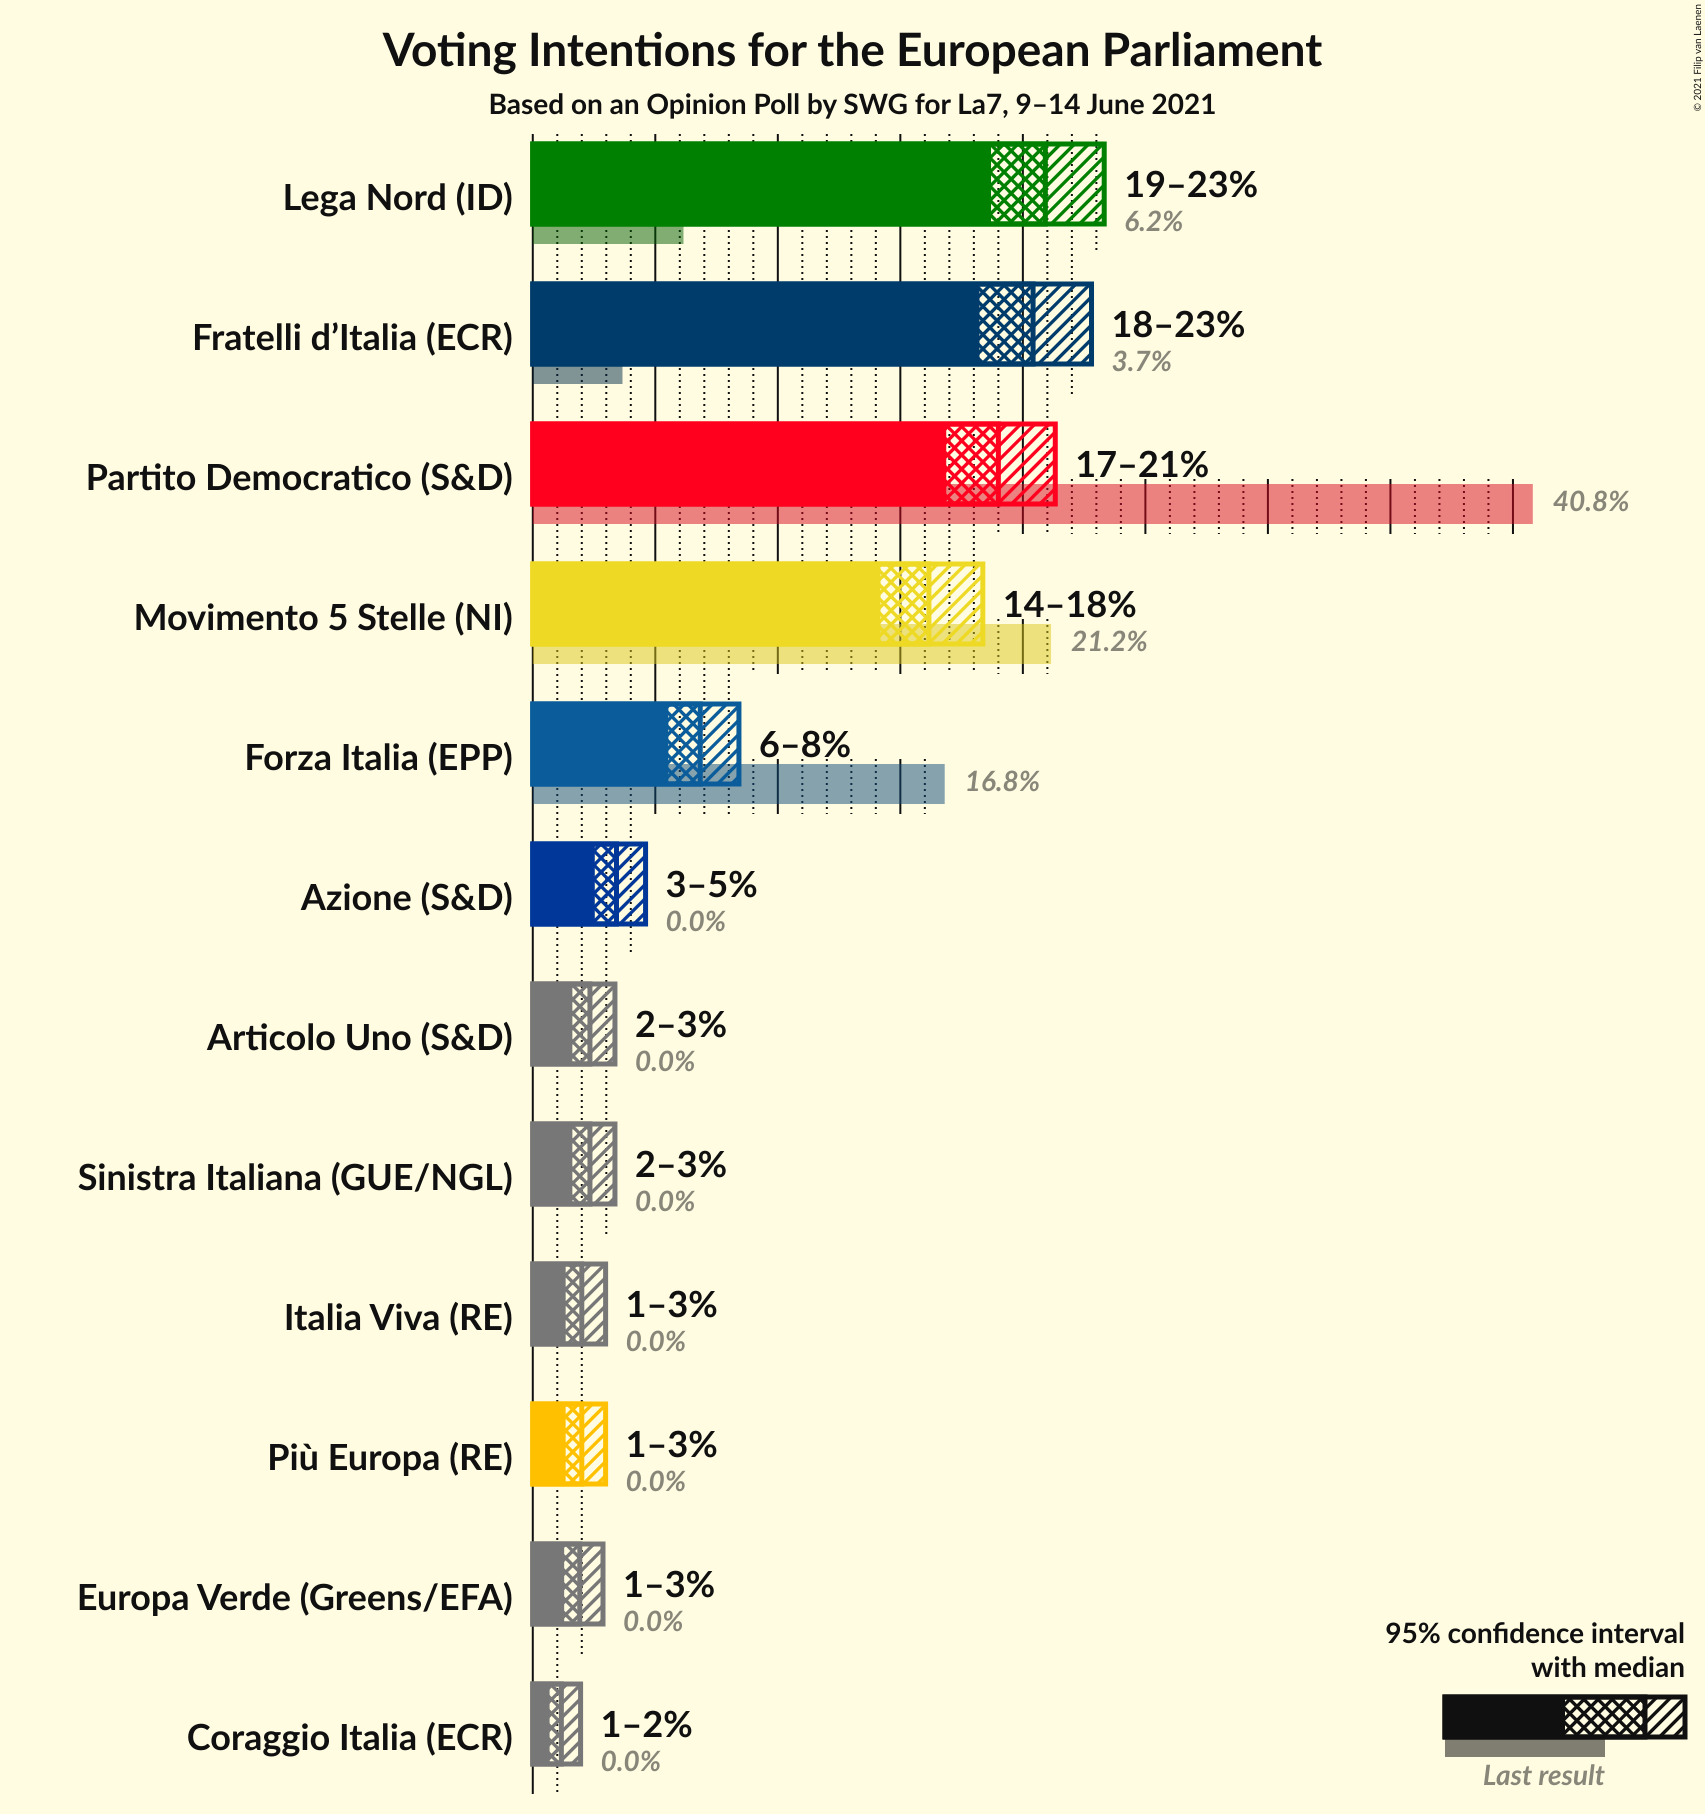 Voting Intentions for the European Parliament
Based on an Opinion Poll by SWG for La7, 9–14 June 2021
© 2021 Filip van Laenen
Lega Nord (ID)
19–23%
6.2%
Fratelli d’Italia (ECR)
18–23%
3.7%
Partito Democratico (S&D)
17–21%
40.8%
Movimento 5 Stelle (NI)
14–18%
21.2%
Forza Italia (EPP)
6–8%
16.8%
Azione (S&D)
3–5%
0.0%
Articolo Uno (S&D)
2–3%
0.0%
Sinistra Italiana (GUE/NGL)
2–3%
0.0%
Italia Viva (RE)
1–3%
0.0%
Più Europa (RE)
1–3%
0.0%
Europa Verde (Greens/EFA)
1–3%
0.0%
Coraggio Italia (ECR)
1–2%
0.0%
95% confidence interval
with median
Last result